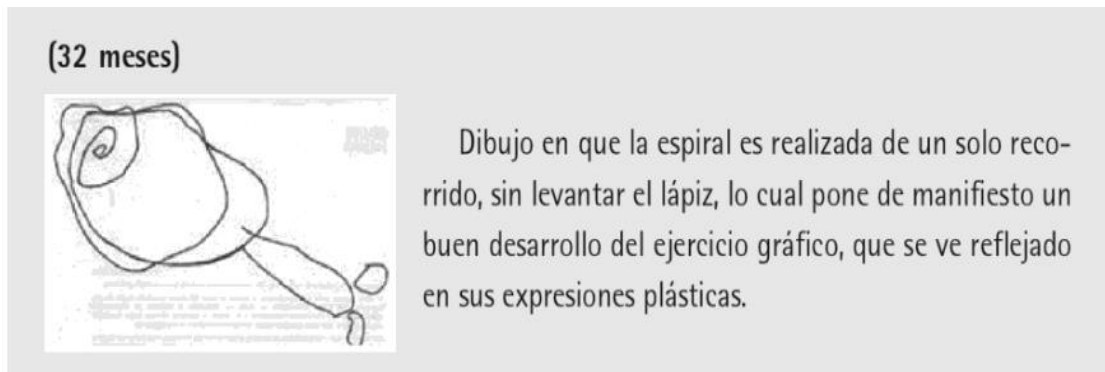 (32 meses)
Dibujo en que la espiral es realizada de un solo reco-
rrido, sin levantar el lápiz, lo cual pone de manifiesto un
buen desarrollo del ejercicio gráfico, que se ve reflejado
en sus expresiones plásticas.